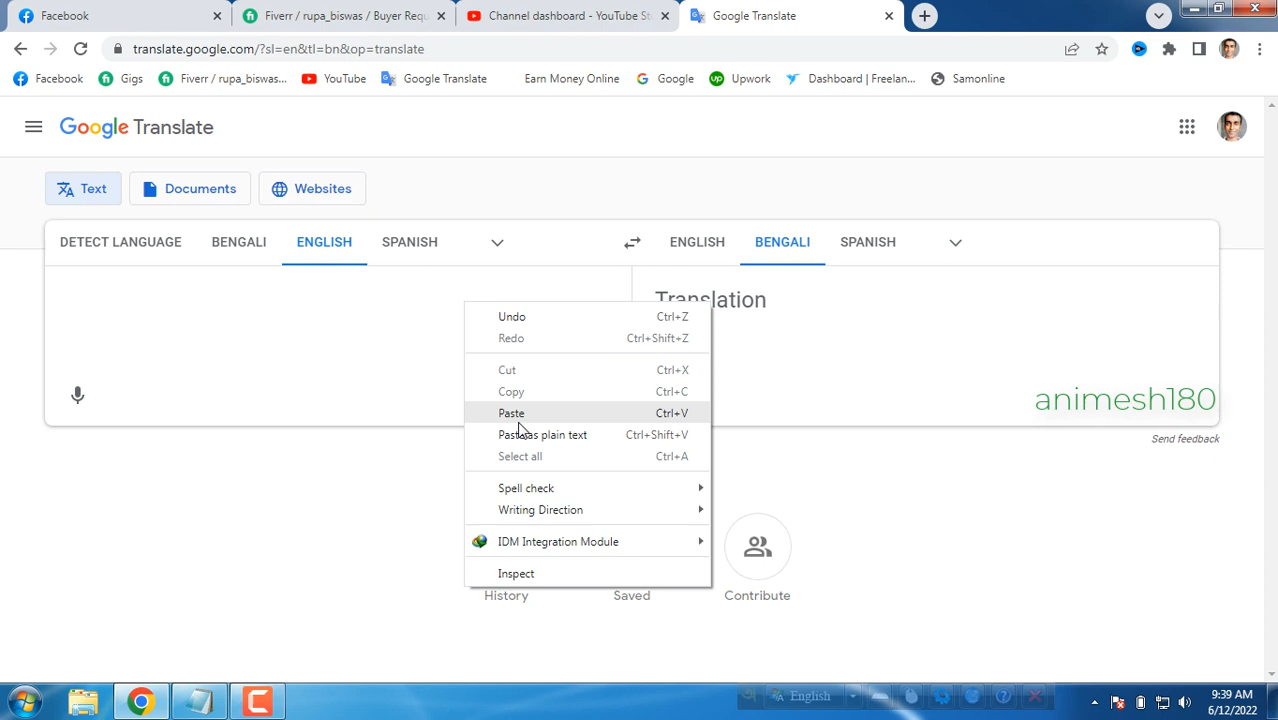 Facebook
Fiverr / rupa_biswas / Buyer Requ
Channel dashboard - YouTube St
Google Translate
translate.google.com/?sl=en&tl=bn&op=translate
Facebook
Gigs
Fiverr / rupa_biswas...
YouTube
Google Translate
Earn Money Online
Google
Upwork
Dashboard | Freelan...
Samonline
Google Translate
Text
Documents
Websites
DETECT LANGUAGE BENGALI ENGLISH SPANISH
ENGLISH BENGALI SPANISH
Translation
Undo Ctrl+Z
Redo Ctrl+Shift+Z
Cut Ctrl+X
Copy Ctrl+C
Paste Ctrl+V
Paste as plain text Ctrl+Shift+V
Select all Ctrl+A
Spell check
Writing Direction
IDM Integration Module
Inspect
animesh180
Send feedback
History
Saved
Contribute
English
9:39 AM
6/12/2022